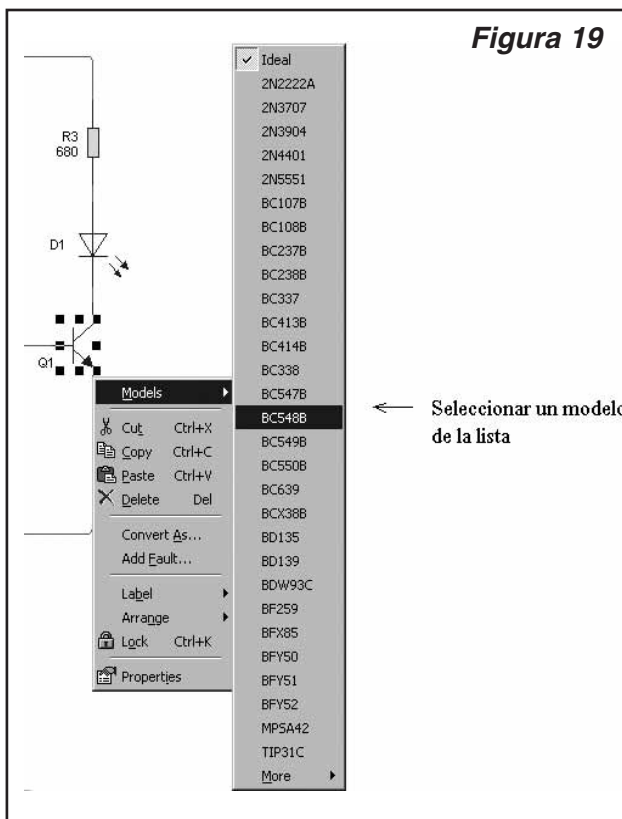 Figura 19
R3
680
D1
Q1
Models
Cut Ctrl+X
Copy Ctrl+C
Paste Ctrl+V
Delete Del
Convert As...
Add Fault...
Label
Arrange
Lock Ctrl+K
Properties
Ideal
2N2222A
2N3707
2N3904
2N4401
2N5551
BC107B
BC108B
BC237B
BC238B
BC337
BC413B
BC414B
BC338
BC547B
BC548B
BC549B
BC550B
BC639
BCX38B
BD135
BD139
BDW93C
BF259
BFX85
BFY50
BFY51
BFY52
MPSA42
TIP31C
More
Seleccionar un modelo
de la lista